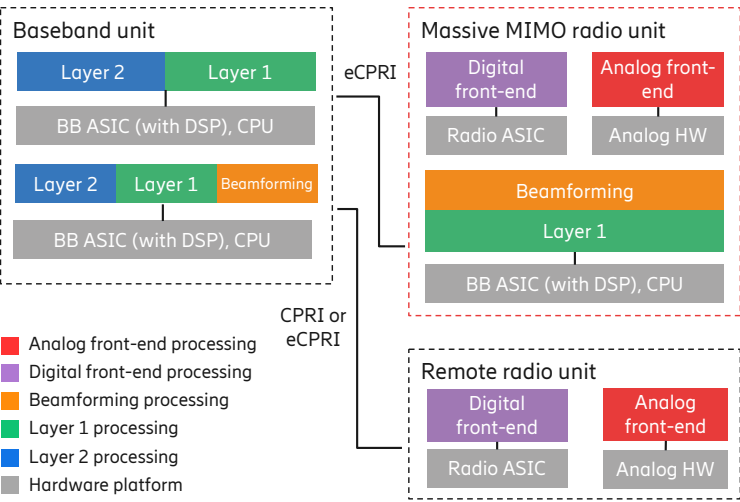 Baseband unit
Layer 2
Layer 1
BB ASIC (with DSP), CPU
Layer 2
Layer 1
Beamforming
BB ASIC (with DSP), CPU
eCPRI
CPRI or
eCPRI
Massive MIMO radio unit
Digital
front-end
Analog front-
end
Radio ASIC
Analog HW
Beamforming
Layer 1
BB ASIC (with DSP), CPU
Remote radio unit
Digital
front-end
Analog
front-end
Radio ASIC
Analog HW
Analog front-end processing
Digital front-end processing
Beamforming processing
Layer 1 processing
Layer 2 processing
Hardware platform